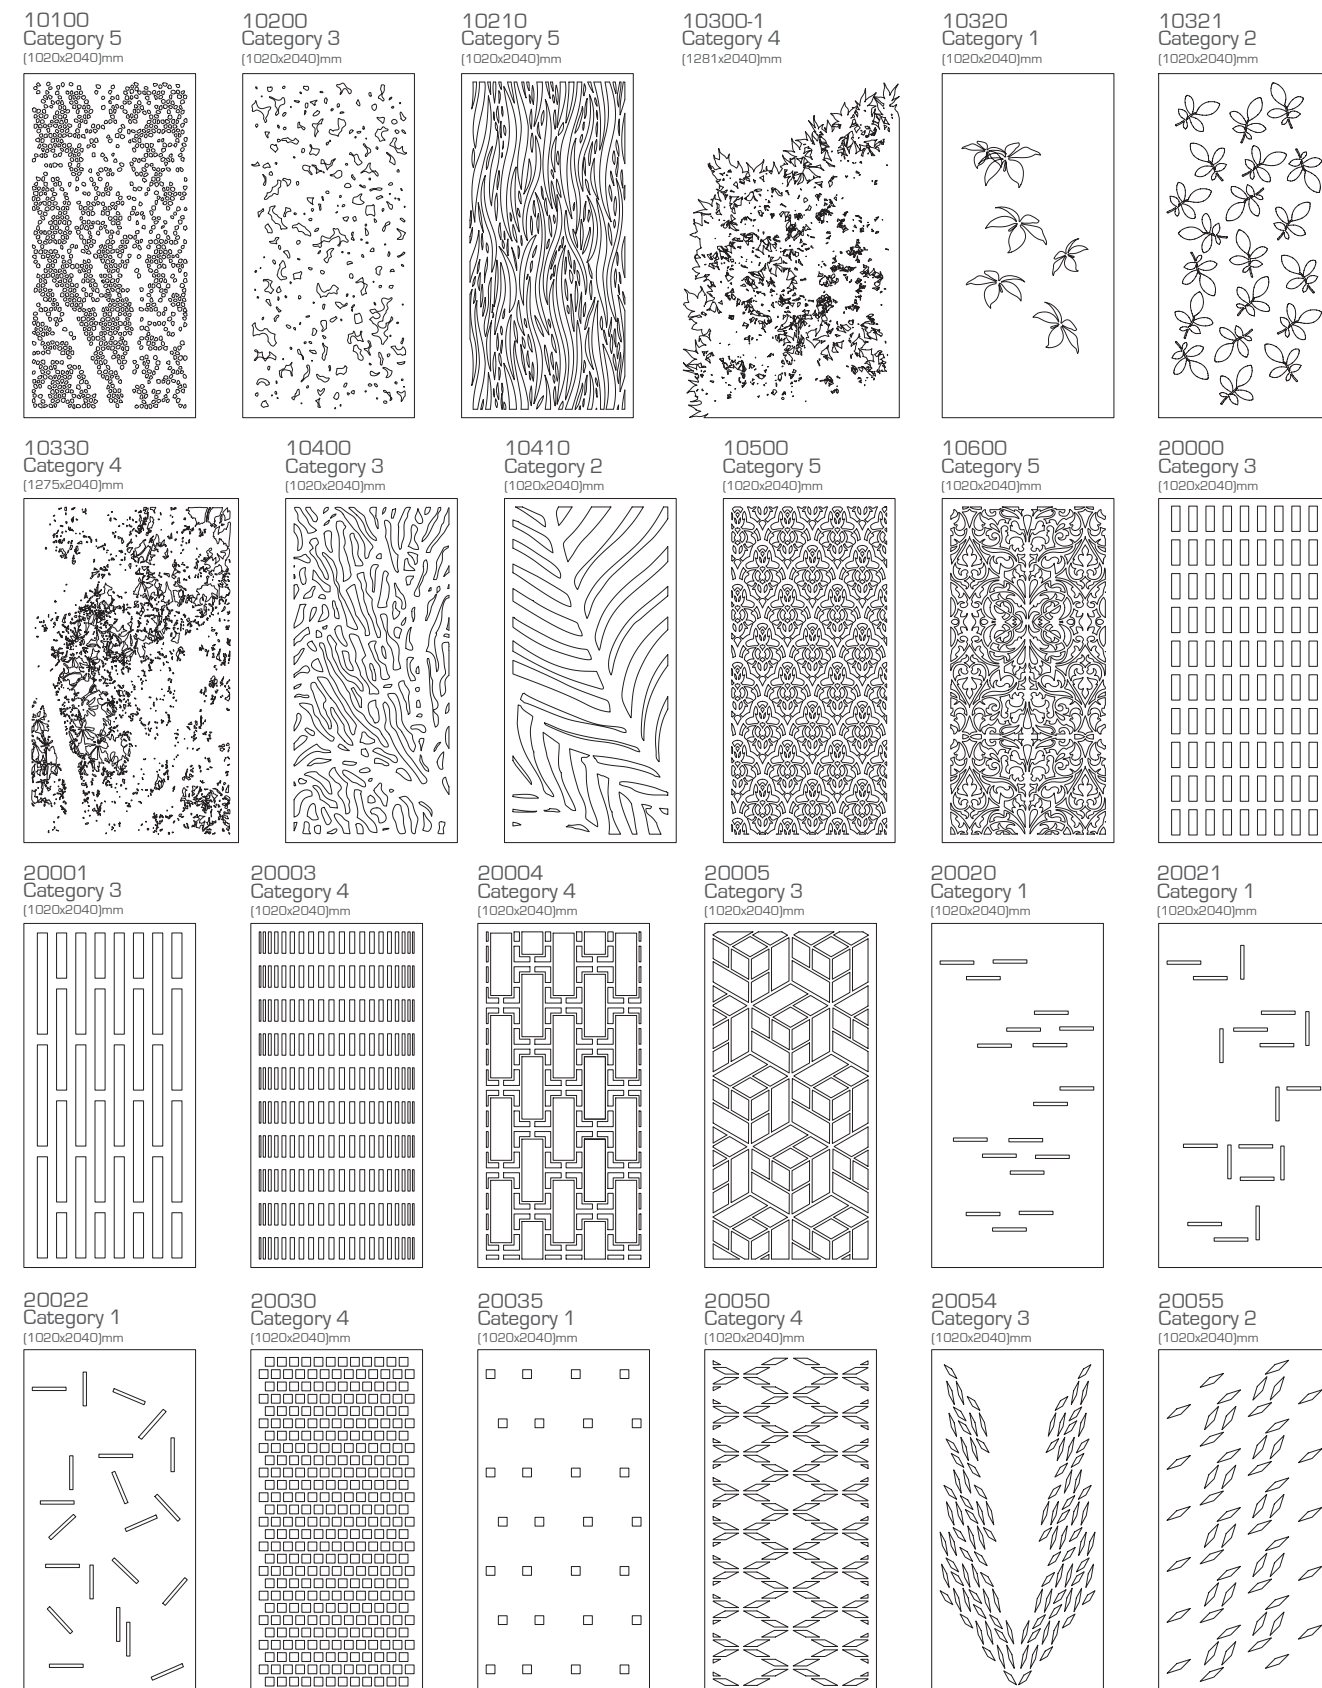 10100
Category 5
(1020x2040)mm
10200
Category 3
(1020x2040)mm
10210
Category 5
(1020x2040)mm
10300-1
Category 4
(1281x2040)mm
10320
Category 1
(1020x2040)mm
10321
Category 2
(1020x2040)mm
10330
Category 4
(1275x2040)mm
10400
Category 3
(1020x2040)mm
10410
Category 2
(1020x2040)mm
10500
Category 5
(1020x2040)mm
10600
Category 5
(1020x2040)mm
20000
Category 3
(1020x2040)mm
20001
Category 3
(1020x2040)mm
20003
Category 4
(1020x2040)mm
20004
Category 4
(1020x2040)mm
20005
Category 3
(1020x2040)mm
20020
Category 1
(1020x2040)mm
20021
Category 1
(1020x2040)mm
20022
Category 1
(1020x2040)mm
20030
Category 4
(1020x2040)mm
20035
Category 1
(1020x2040)mm
20050
Category 4
(1020x2040)mm
20054
Category 3
(1020x2040)mm
20055
Category 2
(1020x2040)mm